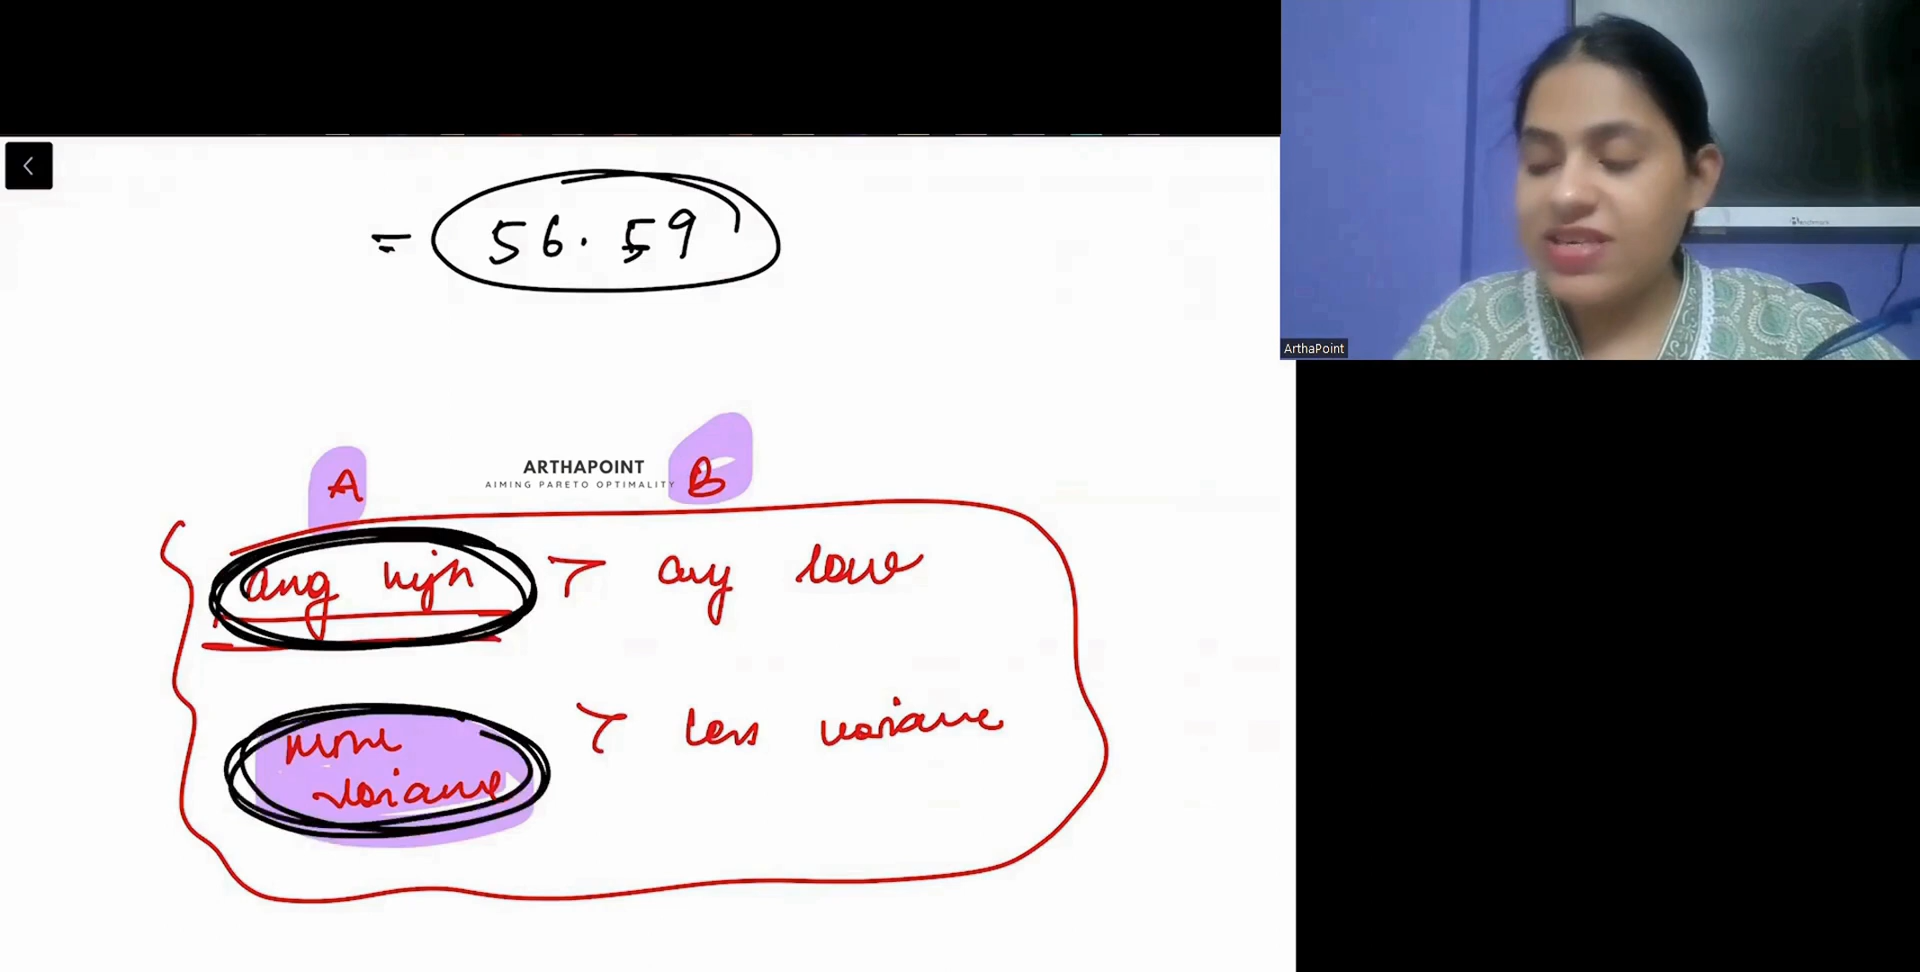 = 56.59
A B
ARTHAPOINT
AIMING PARETO OPTIMALITY
avg high > avg low
more > less variance
variance
ArthaPoint